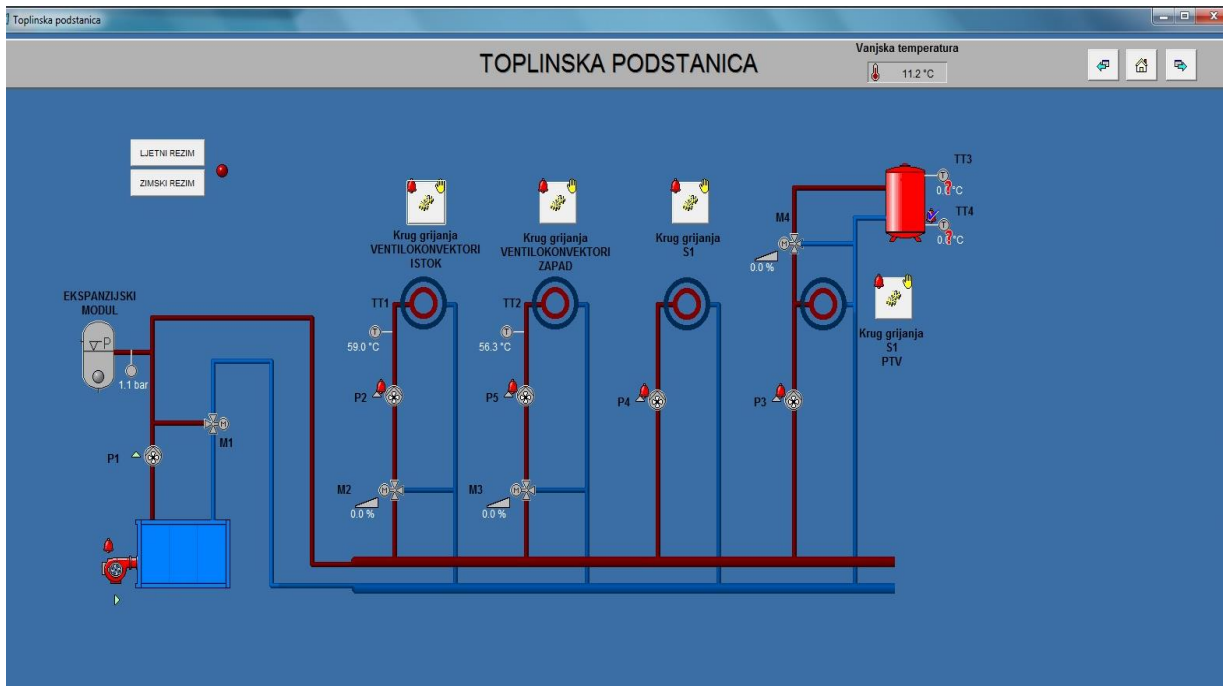 Toplinska podstanica
TOPLINSKA PODSTANICA
Vanjska temperatura
11.2 °C
LJETNI REZIM
ZIMSKI REZIM
Krug grijanja
VENTILOKONVEKTORI
ISTOK
Krug grijanja
VENTILOKONVEKTORI
ZAPAD
Krug grijanja
S1
TT3
T
°C
TT4
T
°C
M4
M
0.0 %
Krug grijanja
S1
PTV
EKSPANZIJSKI
MODUL
P
1.1 bar
TT1
T
59.0 °C
TT2
T
56.3 °C
P2
P5
P4
P3
M
M1
P1
M2
M
0.0 %
M3
M
0.0 %